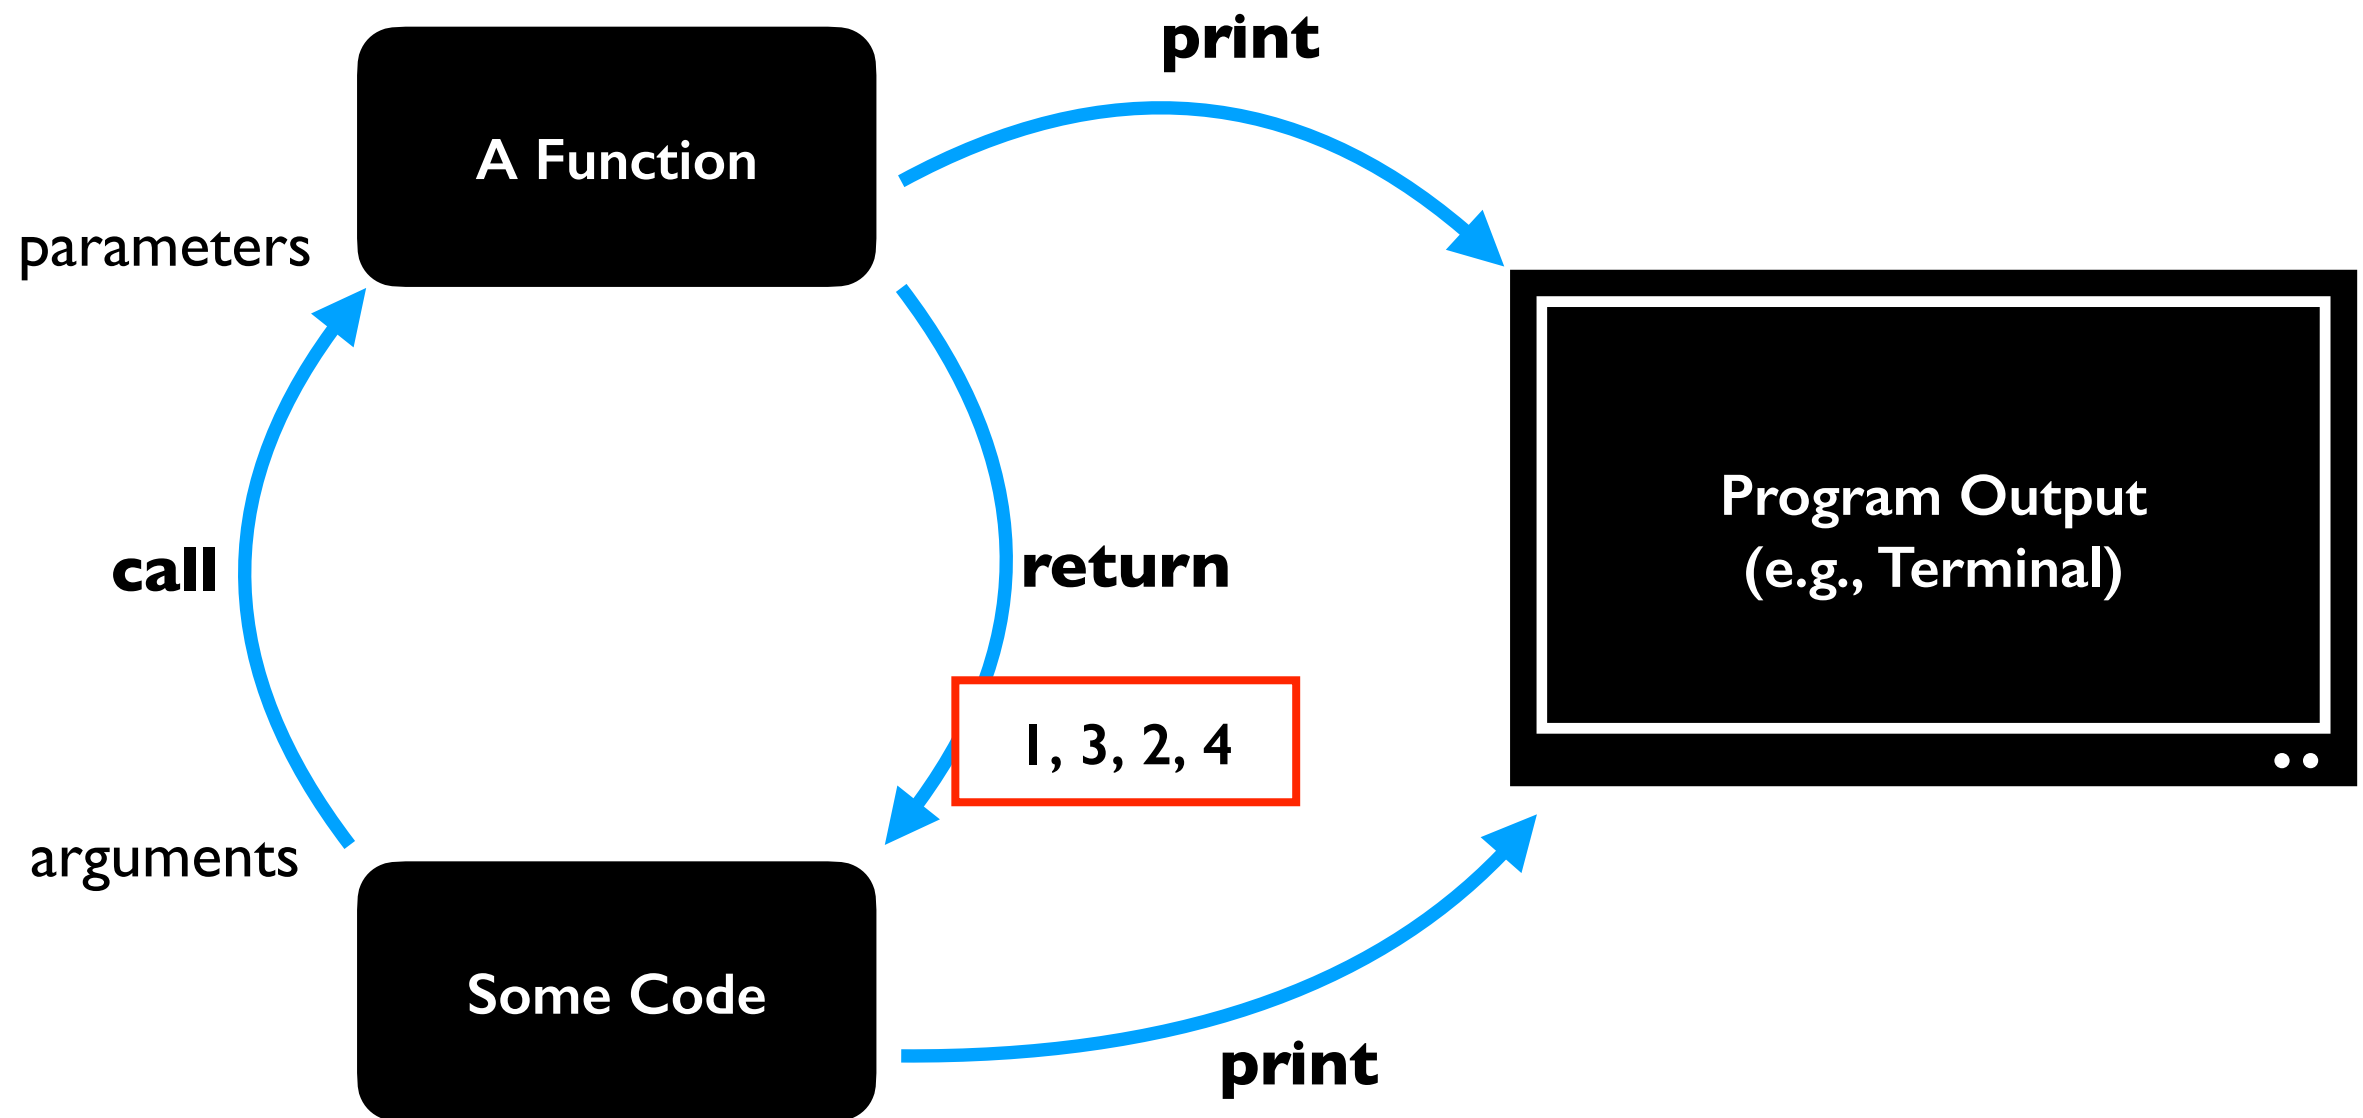 print
A Function
parameters
Program Output
(e.g., Terminal)
call
return
1, 3, 2, 4
arguments
Some Code
print